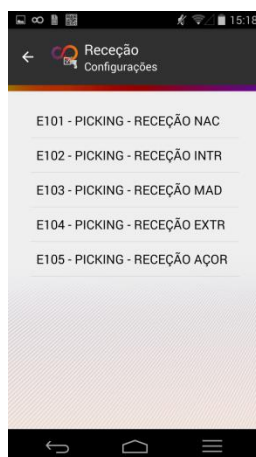 15:18
Receção
Configurações
E101 - PICKING - RECEÇÃO NAC
E102 - PICKING - RECEÇÃO INTR
E103 - PICKING - RECEÇÃO MAD
E104 - PICKING - RECEÇÃO EXTR
E105 - PICKING - RECEÇÃO AÇOR